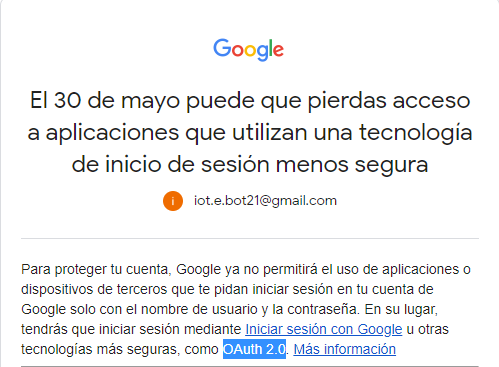 Google
El 30 de mayo puede que pierdas acceso
a aplicaciones que utilizan una tecnología
de inicio de sesión menos segura
i iot.e.bot21@gmail.com
Para proteger tu cuenta, Google ya no permitirá el uso de aplicaciones o
dispositivos de terceros que te pidan iniciar sesión en tu cuenta de
Google solo con el nombre de usuario y la contraseña. En su lugar,
tendrás que iniciar sesión mediante Iniciar sesión con Google u otras
tecnologías más seguras, como OAuth 2.0. Más información